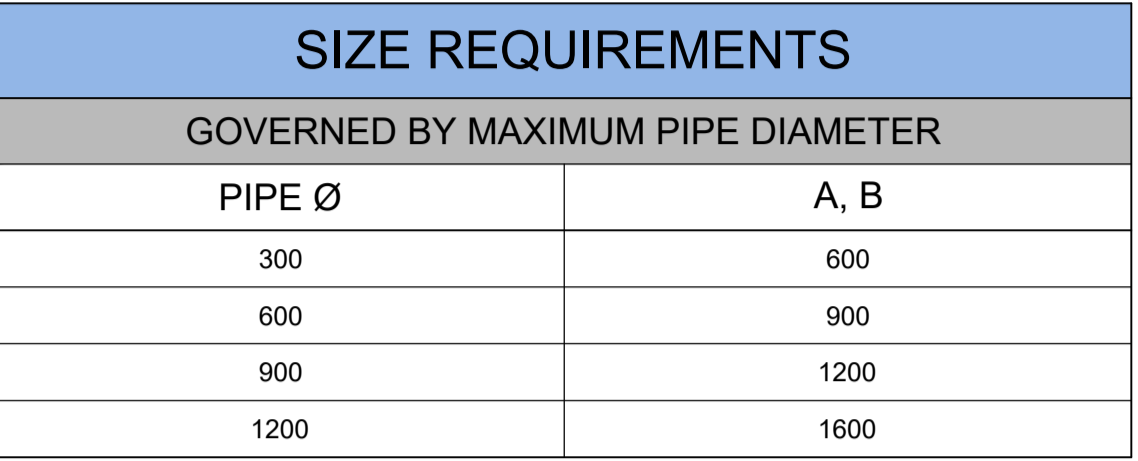 SIZE REQUIREMENTS
GOVERNED BY MAXIMUM PIPE DIAMETER
PIPE Ø A, B
300 600
600 900
900 1200
1200 1600